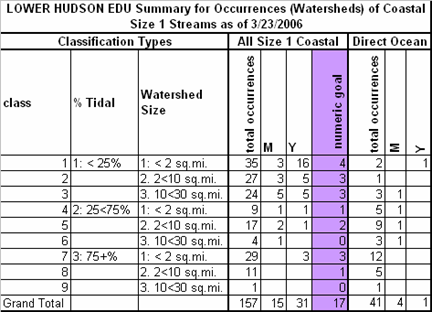 LOWER HUDSON EDU Summary for Occurrences (Watersheds) of Coastal
Size 1 Streams as of 3/23/2006
Classification Types All Size 1 Coastal Direct Ocean
class % Tidal Watershed Size total occurrences M Y numeric goal total occurrences M Y
1 1: < 25% 1: < 2 sq.mi. 35 3 16 4 2 1
2 2. 2<10 sq.mi. 27 3 5 3 1
3 3. 10<30 sq.mi. 24 5 5 3 3 1
4 2: 25<75% 1: < 2 sq.mi. 9 1 1 1 5 1
5 2. 2<10 sq.mi. 17 2 1 2 9 1
6 3. 10<30 sq.mi. 4 1 0 3 1
7 3: 75+% 1: < 2 sq.mi. 29 3 3 12
8 2. 2<10 sq.mi. 11 1 5
9 3. 10<30 sq.mi. 1 0 1
Grand Total 157 15 31 17 41 4 1